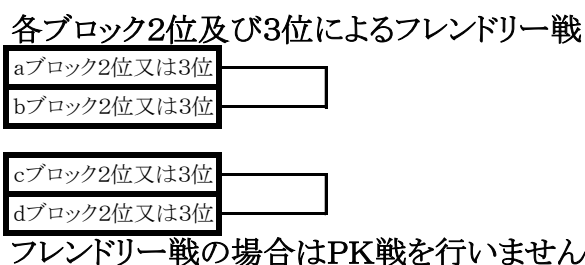 各ブロック2位及び3位によるフレンドリー戦
aブロック2位又は3位
bブロック2位又は3位
cブロック2位又は3位
dブロック2位又は3位
フレンドリー戦の場合はPK戦を行いません